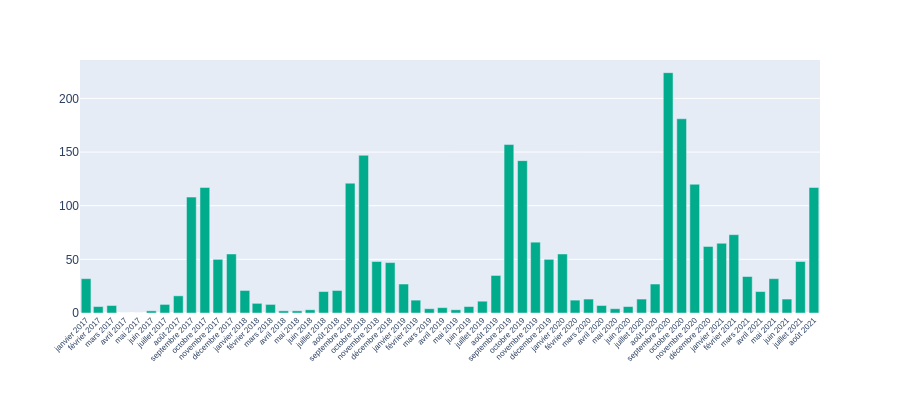 200
150
100
50
0
janvier 2017
février 2017
mars 2017
avril 2017
mai 2017
juin 2017
juillet 2017
août 2017
septembre 2017
octobre 2017
novembre 2017
décembre 2017
janvier 2018
février 2018
mars 2018
avril 2018
mai 2018
juin 2018
juillet 2018
août 2018
septembre 2018
octobre 2018
novembre 2018
décembre 2018
janvier 2019
février 2019
mars 2019
avril 2019
mai 2019
juin 2019
juillet 2019
août 2019
septembre 2019
octobre 2019
novembre 2019
décembre 2019
janvier 2020
février 2020
mars 2020
avril 2020
mai 2020
juin 2020
juillet 2020
août 2020
septembre 2020
octobre 2020
novembre 2020
décembre 2020
janvier 2021
février 2021
mars 2021
avril 2021
mai 2021
juin 2021
juillet 2021
août 2021